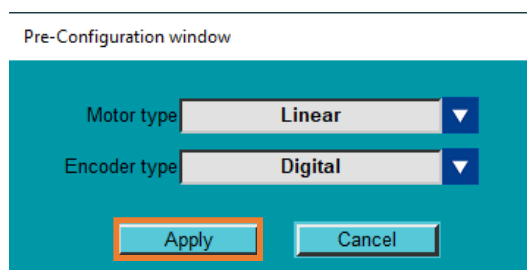 Pre-Configuration window
Motor type Linear
Encoder type Digital
Apply Cancel